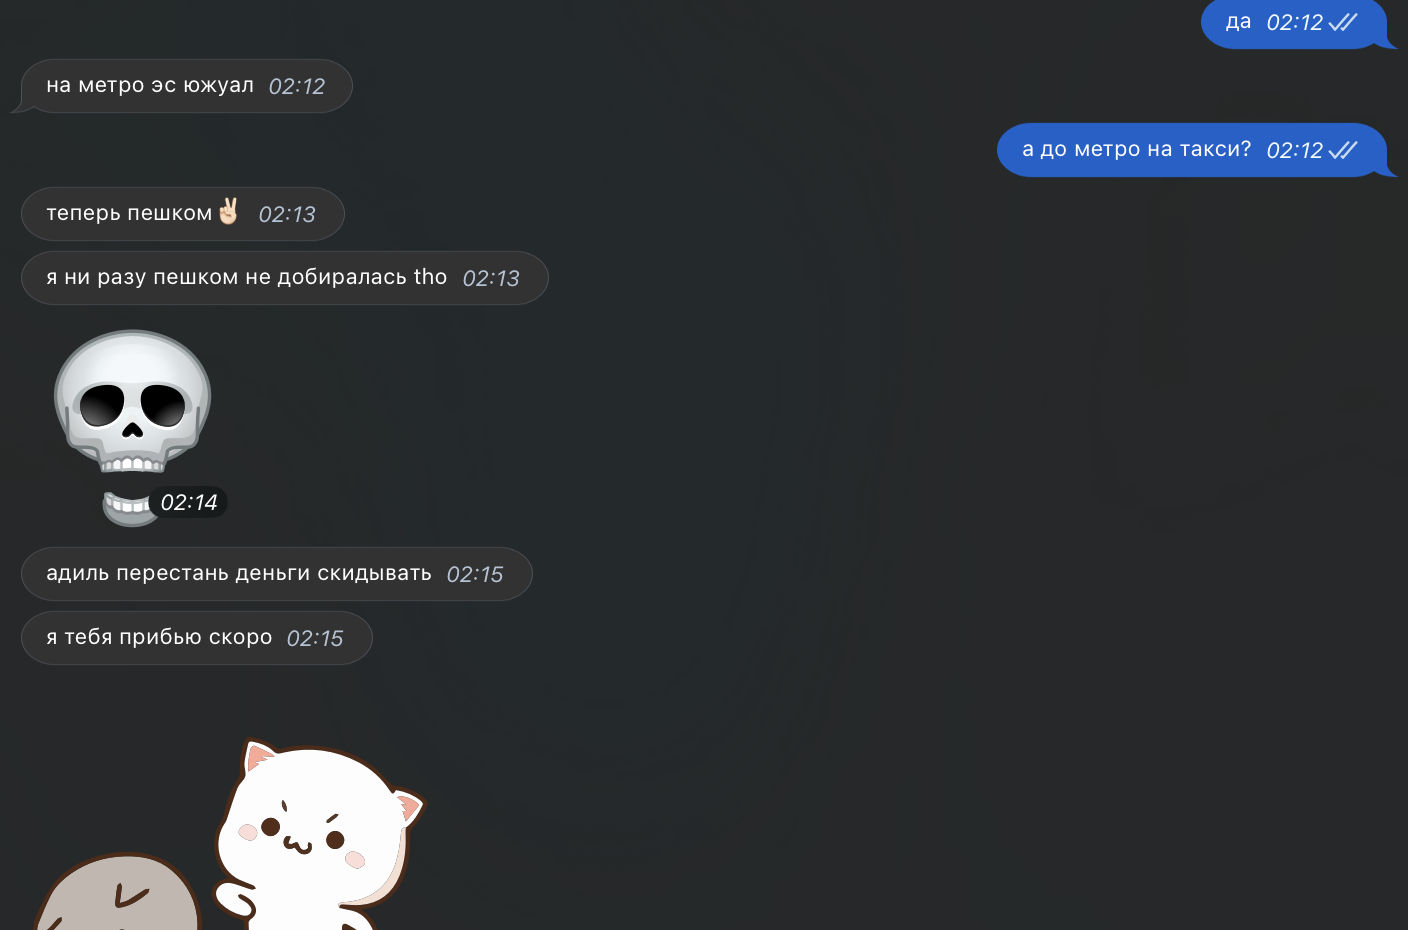 да 02:12
на метро эс южуал 02:12
а до метро на такси? 02:12
теперь пешком✌🏻 02:13
я ни разу пешком не добиралась tho 02:13
02:14
адиль перестань деньги скидывать 02:15
я тебя прибью скоро 02:15